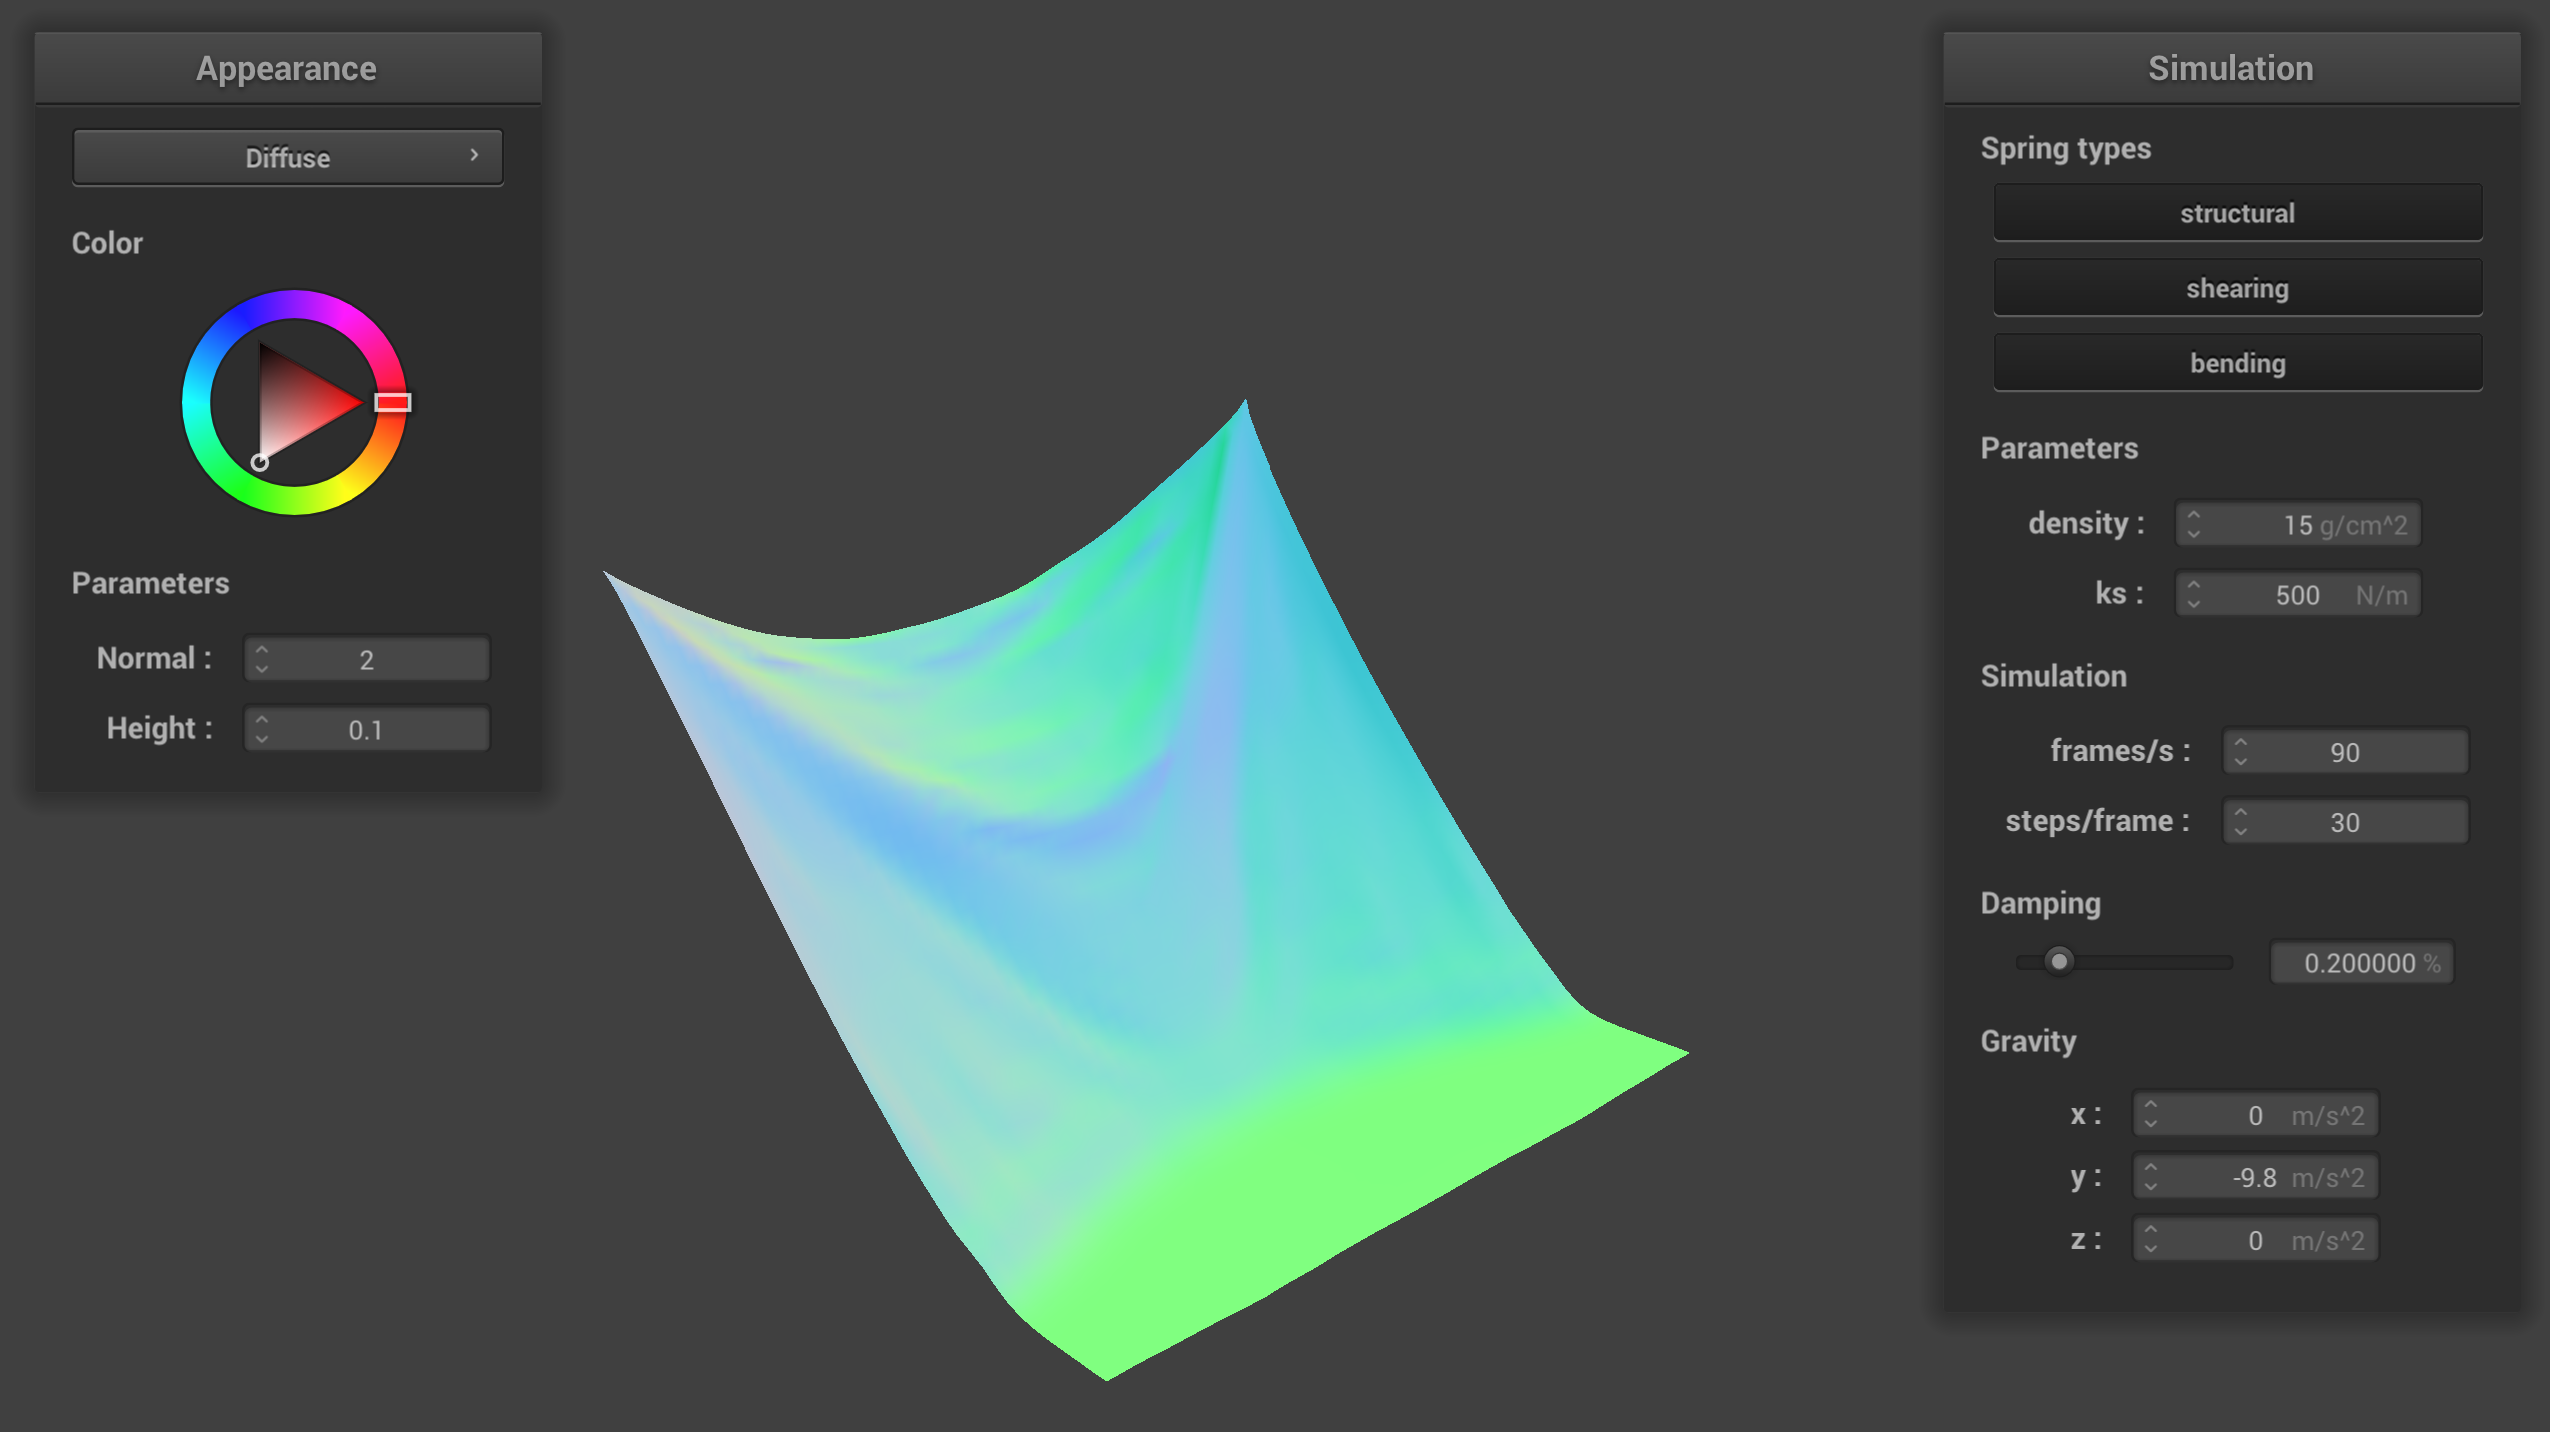 Appearance
Diffuse
Color
Parameters
Normal : 2
Height : 0.1
Simulation
Spring types
structural
shearing
bending
Parameters
density : 15 g/cm^2
ks : 500 N/m
Simulation
frames/s : 90
steps/frame : 30
Damping
0.200000 %
Gravity
x : 0 m/s^2
y : -9.8 m/s^2
z : 0 m/s^2